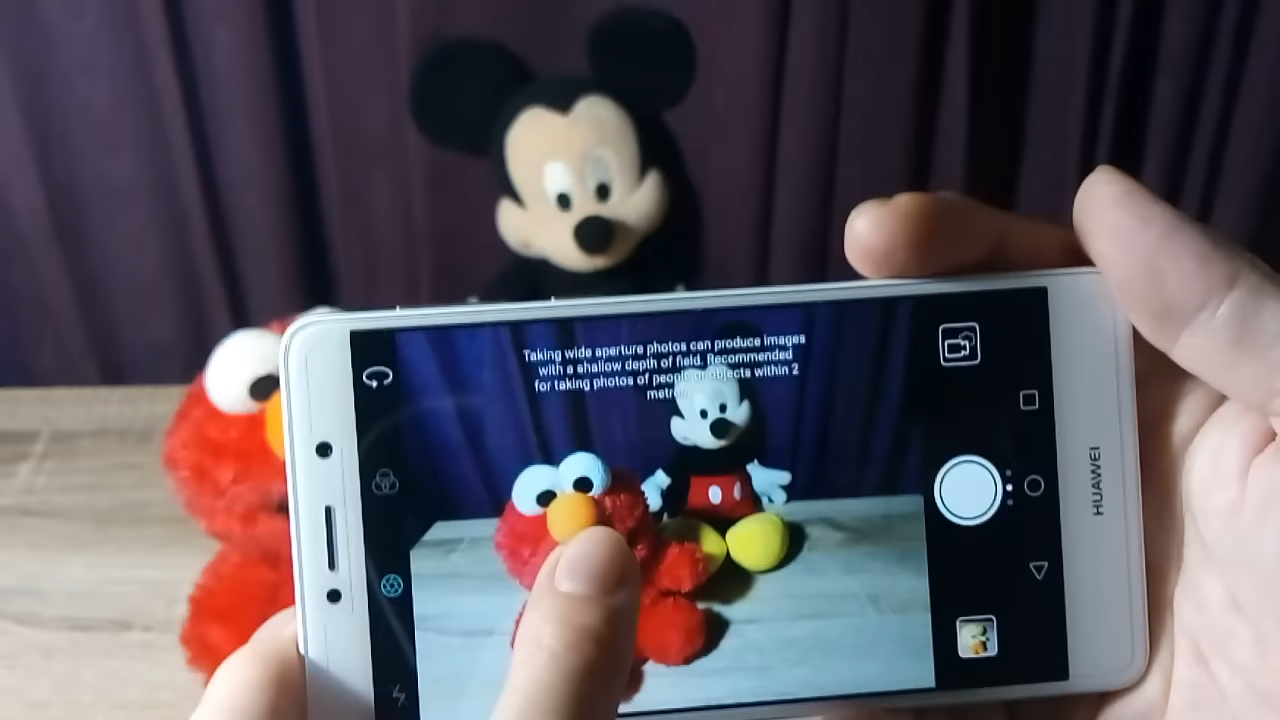 Taking wide aperture photos can produce images
with a shallow depth of field. Recommended
for taking photos of people or objects within 2
metres.
HUAWEI